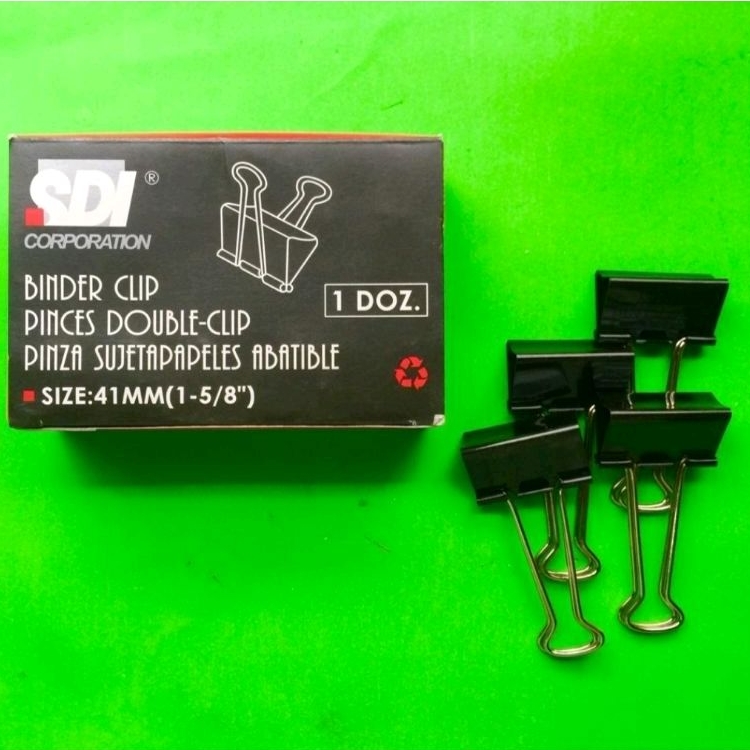 SDI ®
CORPORATION
BINDER CLIP
PINCES DOUBLE-CLIP
PINZA SUJETAPAPELES ABATIBLE
SIZE:41MM(1-5/8")
1 DOZ.